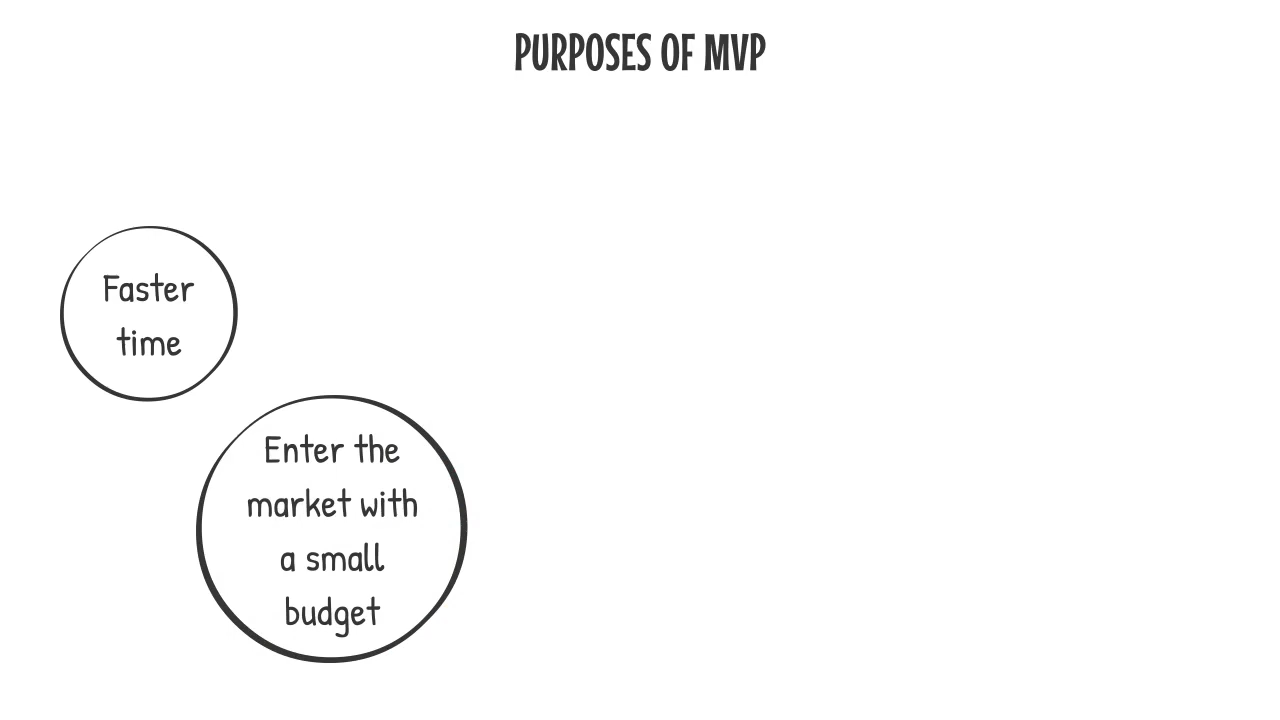 PURPOSES OF MVP
Faster
time
Enter the
market with
a small
budget